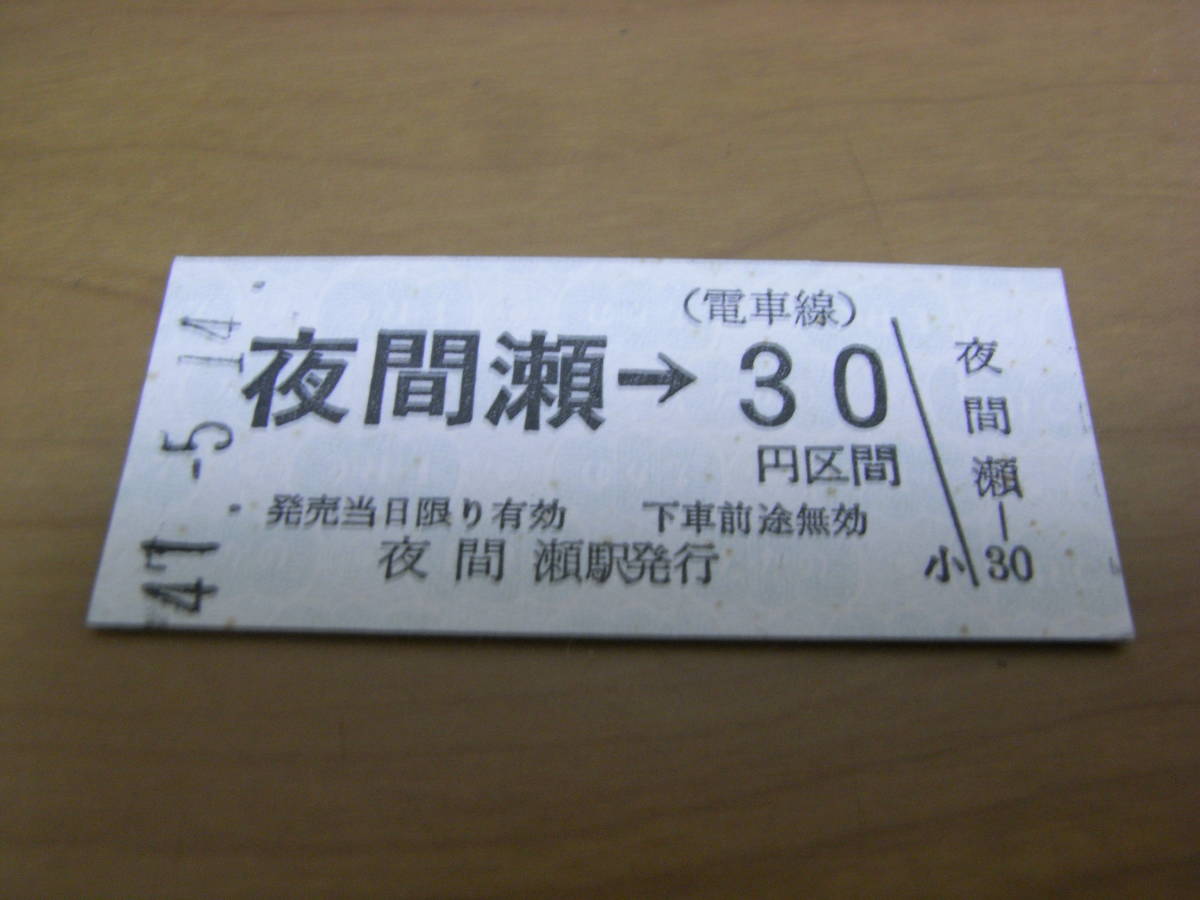 （電車線）
夜間瀬→30
円区間
発売当日限り有効 下車前途無効
夜間瀬駅発行
夜間瀬—30
小
41.-5.14.